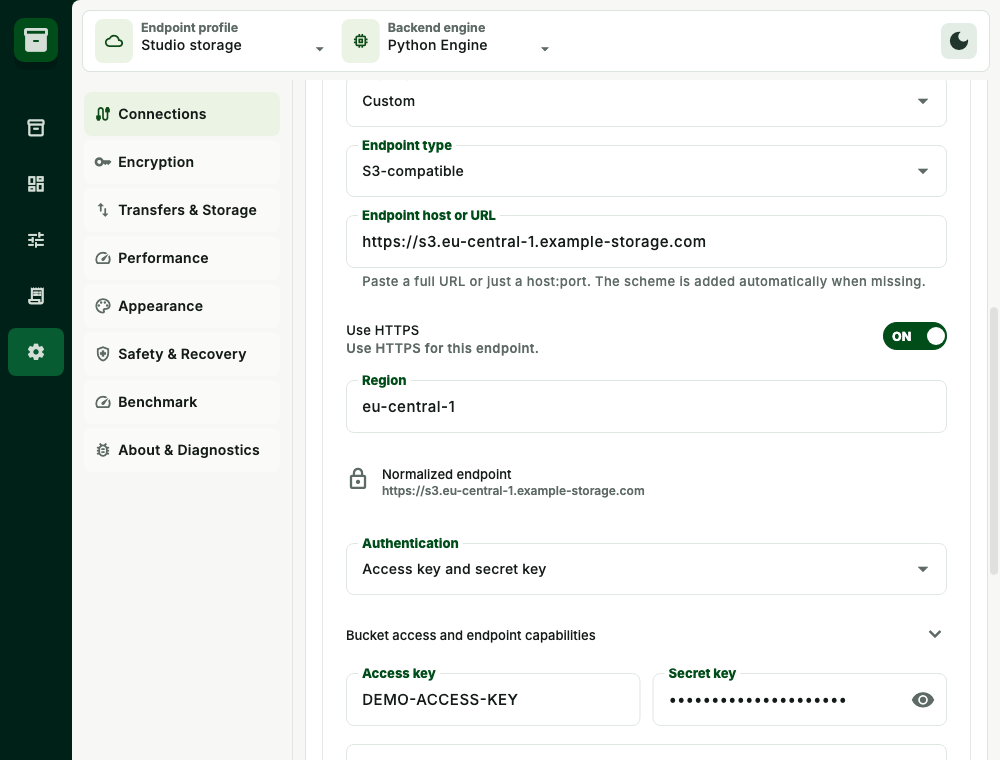 Endpoint profile
Studio storage
Backend engine
Python Engine
Connections
Encryption
Transfers & Storage
Performance
Appearance
Safety & Recovery
Benchmark
About & Diagnostics
Custom
Endpoint type
S3-compatible
Endpoint host or URL
https://s3.eu-central-1.example-storage.com
Paste a full URL or just a host:port. The scheme is added automatically when missing.
Use HTTPS
Use HTTPS for this endpoint.
ON
Region
eu-central-1
Normalized endpoint
https://s3.eu-central-1.example-storage.com
Authentication
Access key and secret key
Bucket access and endpoint capabilities
Access key
DEMO-ACCESS-KEY
Secret key
•••••••••••••••••••••